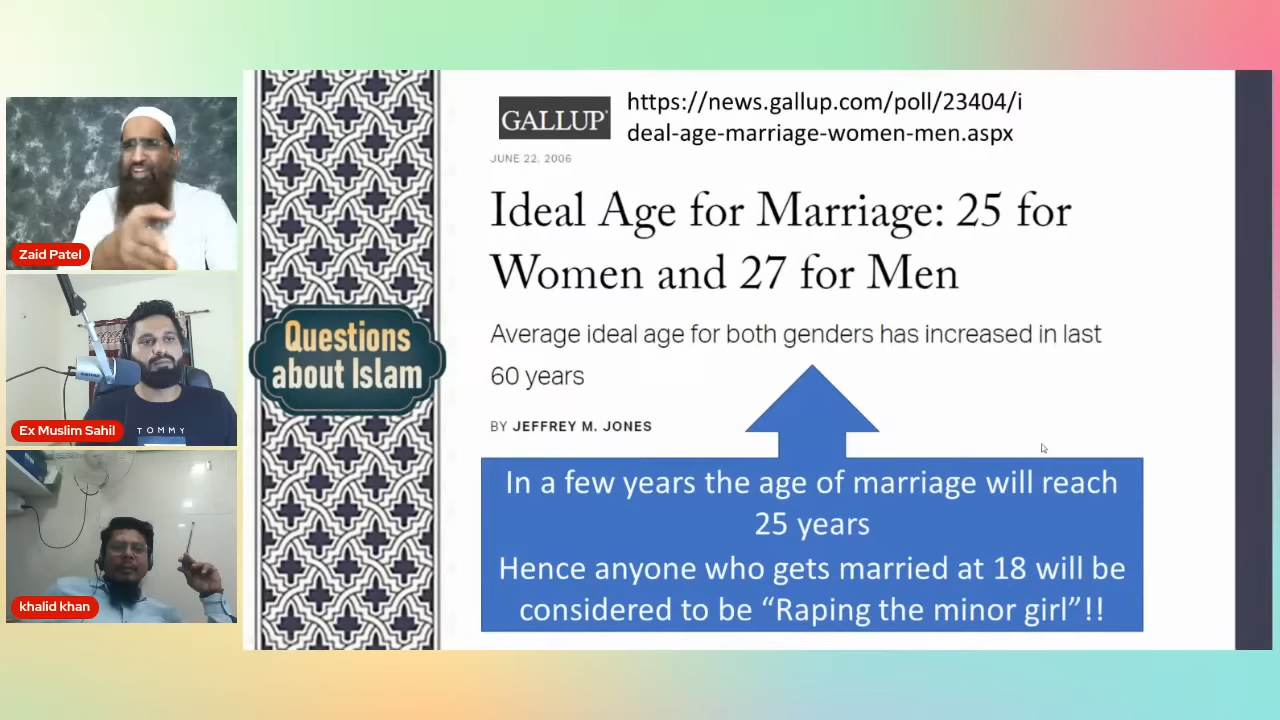 Zaid Patel
Ex Muslim Sahil
TOMMY
khalid khan
Questions
about Islam
GALLUP
https://news.gallup.com/poll/23404/i
deal-age-marriage-women-men.aspx
JUNE 22, 2006
Ideal Age for Marriage: 25 for
Women and 27 for Men
Average ideal age for both genders has increased in last
60 years
BY JEFFREY M. JONES
In a few years the age of marriage will reach
25 years
Hence anyone who gets married at 18 will be
considered to be “Raping the minor girl”!!